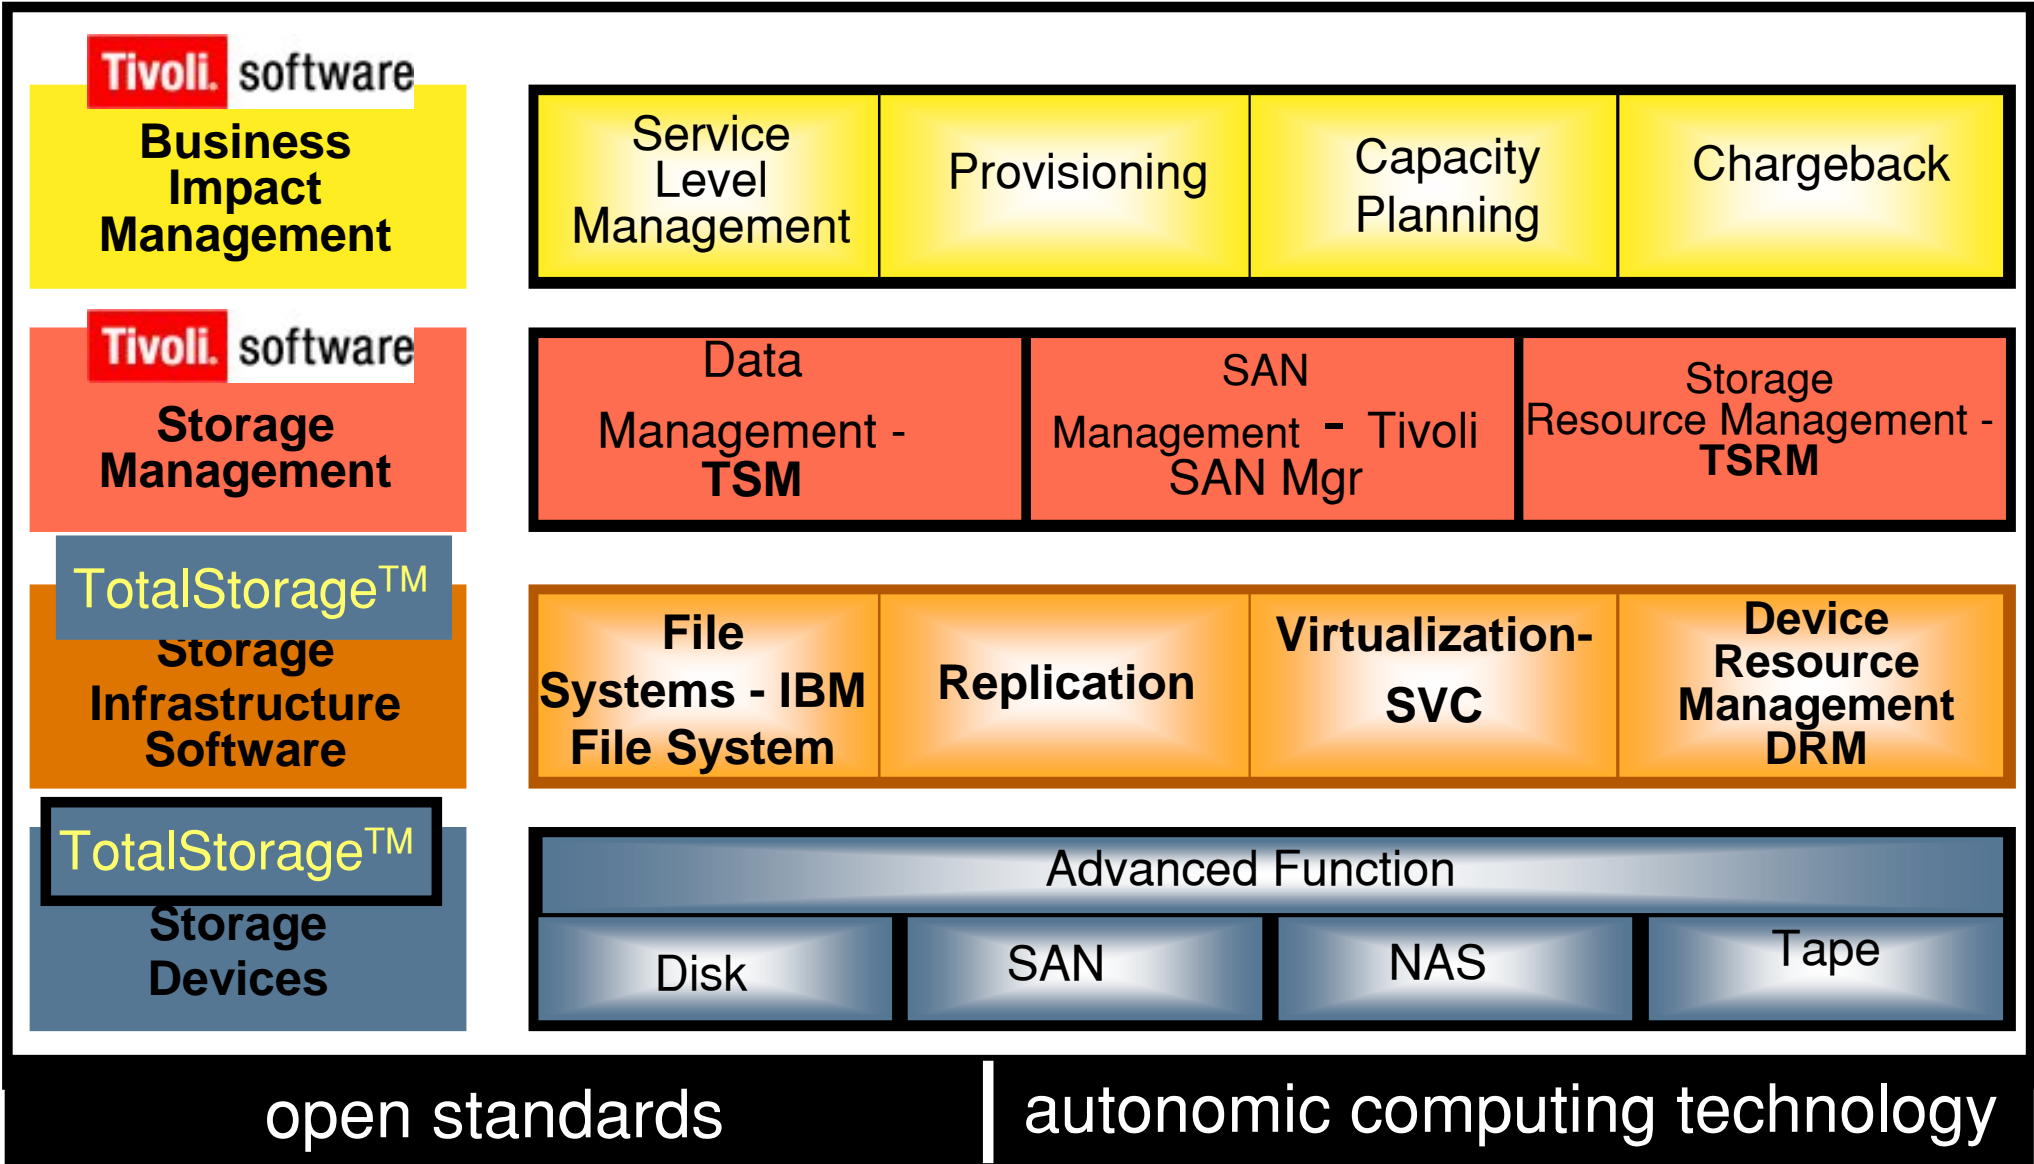 Tivoli. software
Business
Impact
Management
Service
Level
Management
Provisioning
Capacity
Planning
Chargeback
Tivoli. software
Storage
Management
Data
Management -
TSM
SAN
Management - Tivoli
SAN Mgr
Storage
Resource Management -
TSRM
TotalStorage™
Storage
Infrastructure
Software
File
Systems - IBM
File System
Replication
Virtualization-
SVC
Device
Resource
Management
DRM
TotalStorage™
Storage
Devices
Advanced Function
Disk
SAN
NAS
Tape
open standards
autonomic computing technology